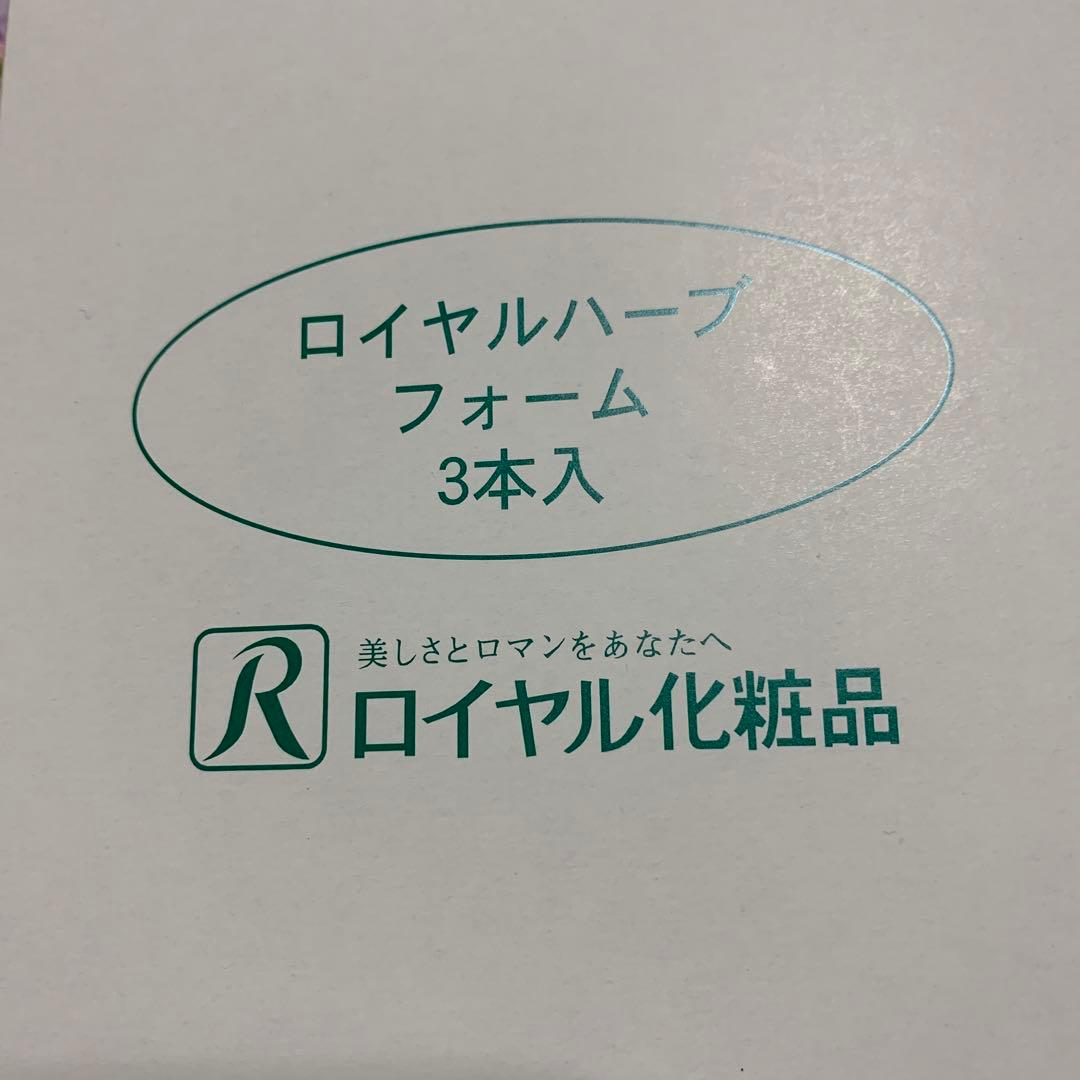 ロイヤルハーブ
フォーム
3本入
R
美しさとロマンをあなたへ
ロイヤル化粧品